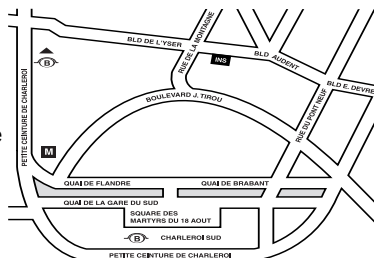 BLD DE L'YSER
RUE DE LA MONTAGNE
INS
BLD AUDENT
BLD E. DEVRE
B
PETITE CEINTURE DE CHARLEROI
BOULEVARD J. TIROU
RUE DU PONT NEUF
M
e
QUAI DE FLANDRE
QUAI DE BRABANT
QUAI DE LA GARE DU SUD
SQUARE DES
MARTYRS DU 18 AOUT
B
CHARLEROI SUD
PETITE CEINTURE DE CHARLEROI